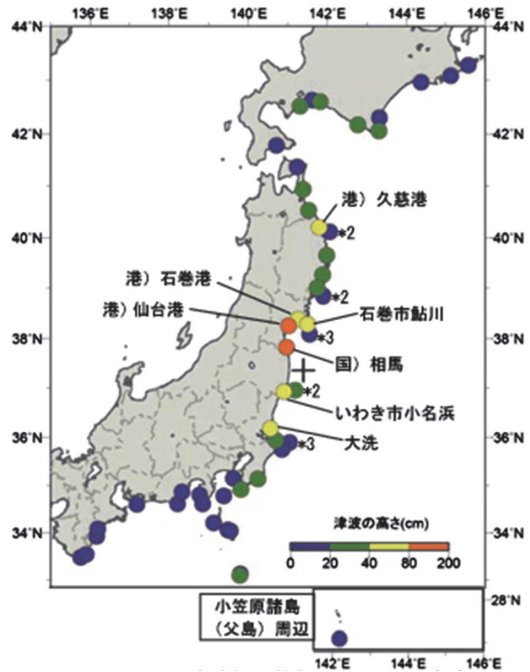 136°E 138°E 140°E 142°E 144°E 146°E
44°N 44°N
港）久慈港
42°N 42°N
*2
40°N 40°N
港）石巻港
*2
港）仙台港
石巻市鮎川
*3
38°N 38°N
国）相馬
*2
いわき市小名浜
36°N 36°N
大洗
*3
34°N 34°N
津波の高さ(cm)
0 20 40 80 200
28°N 28°N
小笠原諸島
（父島）周辺
142°E 144°E 146°E